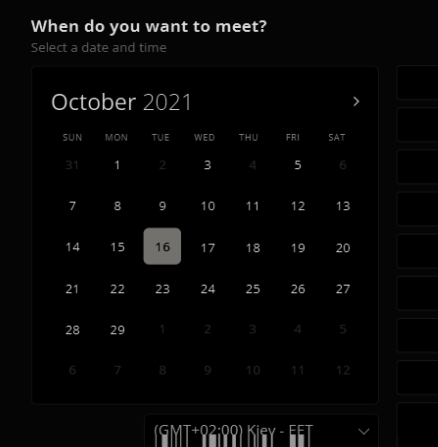 When do you want to meet?
Select a date and time
October 2021
SUN MON TUE WED THU FRI SAT
31 1 2 3 4 5 6
7 8 9 10 11 12 13
14 15 16 17 18 19 20
21 22 23 24 25 26 27
28 29 1 2 3 4 5
6 7 8 9 10 11 12
(GMT+02:00) Kiev - EET